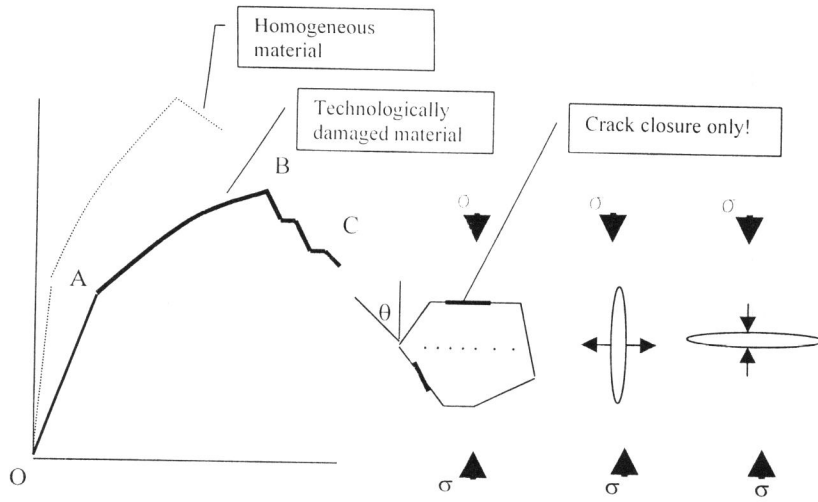 Homogeneous
material
Technologically
damaged material
Crack closure only!
B
σ σ σ
C
A
θ
O
σ σ σ